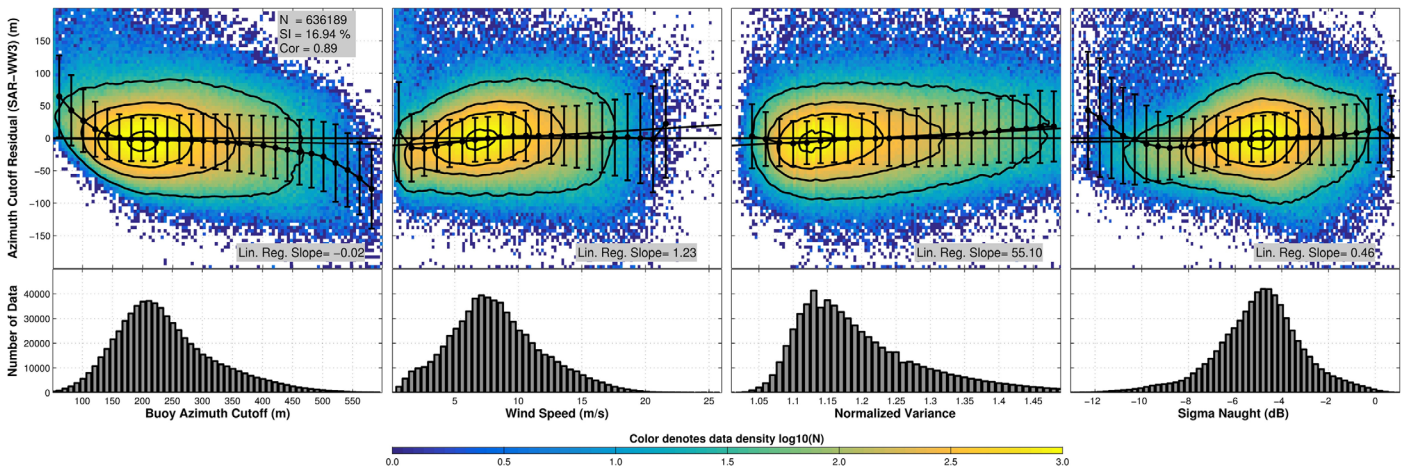 Azimuth Cutoff Residual (SAR−WW3) (m)
150
100
50
0
−50
−100
−150
N = 636189
SI = 16.94 %
Cor = 0.89
Lin. Reg. Slope= −0.02
Lin. Reg. Slope= 1.23
Lin. Reg. Slope= 55.10
Lin. Reg. Slope= 0.46
Number of Data
40000
30000
20000
10000
0
100 150 200 250 300 350 400 450 500 550
Buoy Azimuth Cutoff (m)
5 10 15 20 25
Wind Speed (m/s)
1.05 1.1 1.15 1.2 1.25 1.3 1.35 1.4 1.45
Normalized Variance
−12 −10 −8 −6 −4 −2 0
Sigma Naught (dB)
Color denotes data density log10(N)
0.0 0.5 1.0 1.5 2.0 2.5 3.0